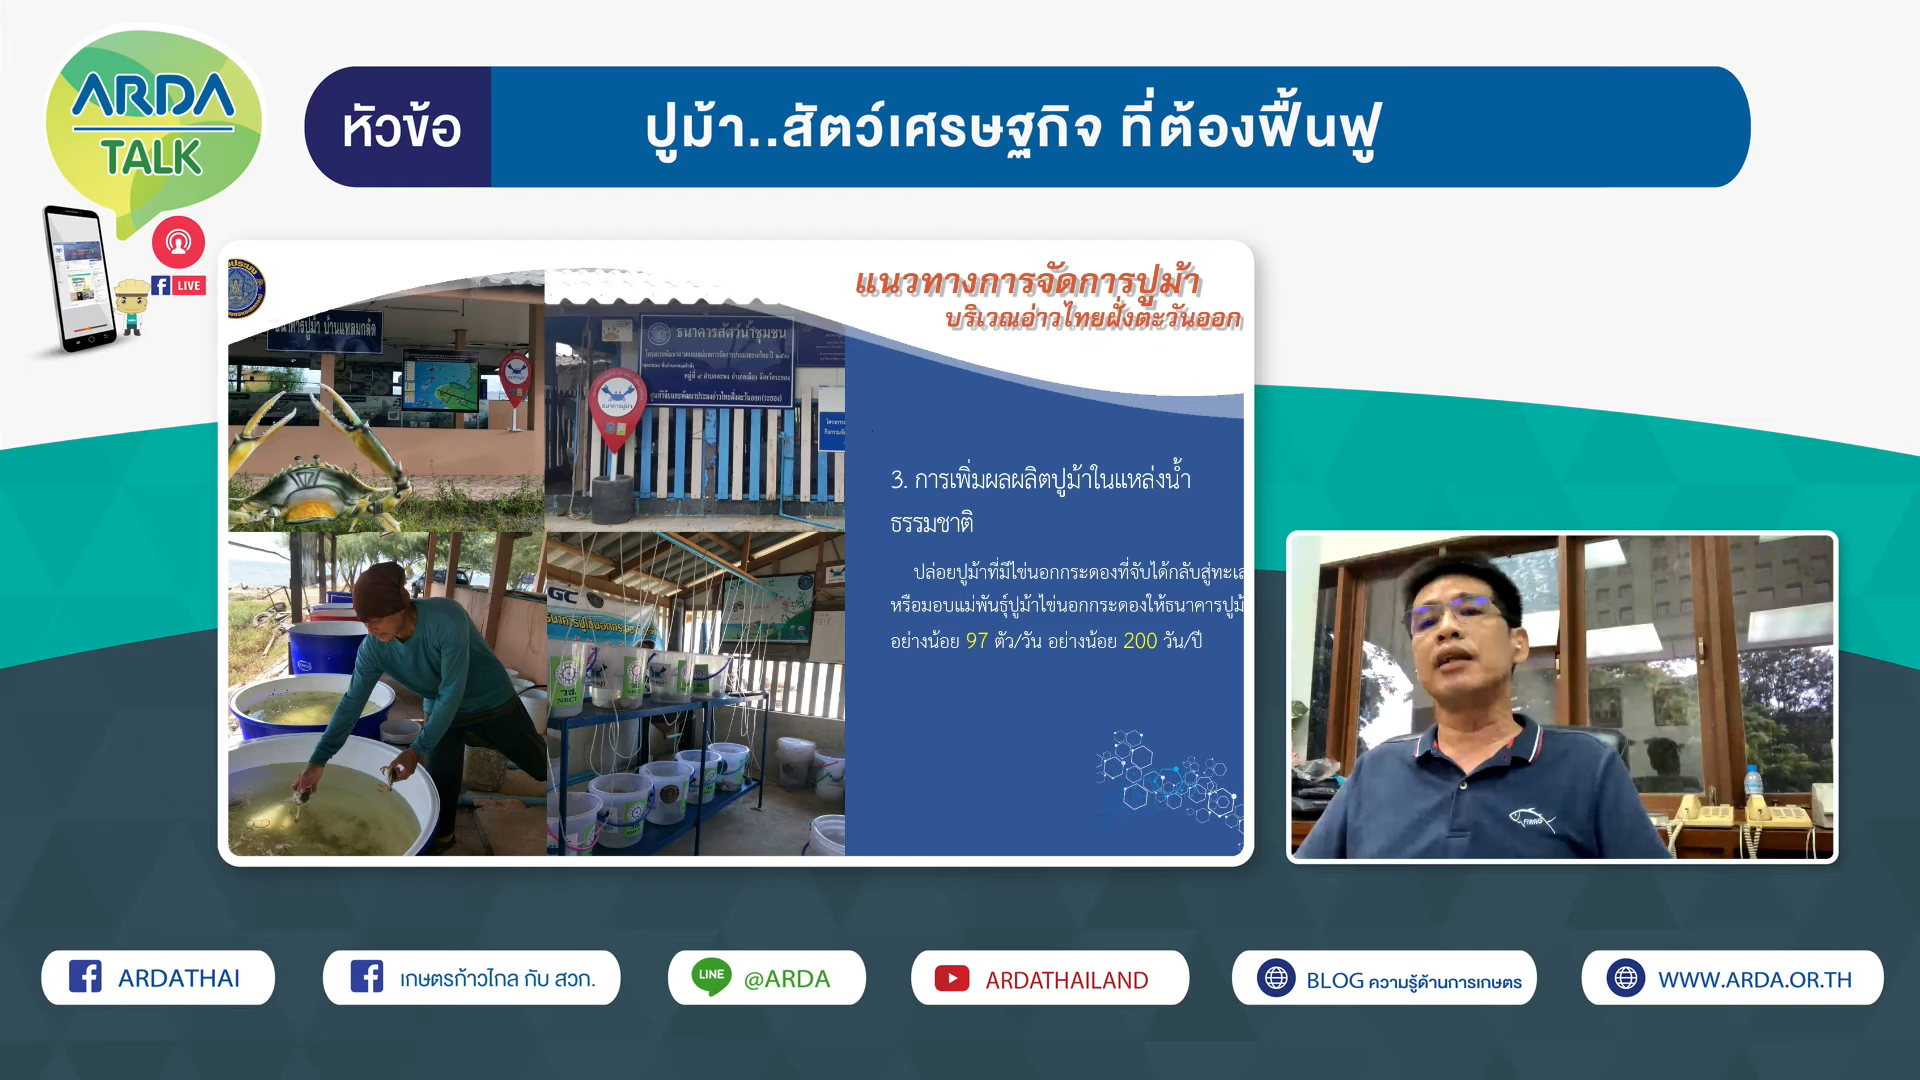 ARDA
TALK
LIVE
หัวข้อ
ปูม้า..สัตว์เศรษฐกิจ ที่ต้องฟื้นฟู
แนวทางการจัดการปูม้า
บริเวณอ่าวไทยฝั่งตะวันออก
ธนาคารปูม้า บ้านแหลมกลัด
ธนาคารสัตว์น้ำชุมชน
ธนาคารปูม้า
3. การเพิ่มผลผลิตปูม้าในแหล่งน้ำ
ธรรมชาติ
ปล่อยปูม้าที่มีไข่นอกกระดองที่จับได้กลับสู่ทะเล
หรือมอบแม่พันธุ์ปูม้าไข่นอกกระดองให้ธนาคารปูม้
อย่างน้อย 97 ตัว/วัน อย่างน้อย 200 วัน/ปี
GC
วช.
NRCT
ARDATHAI
เกษตรก้าวไกล กับ สวก.
LINE
@ARDA
ARDATHAILAND
BLOG ความรู้ด้านการเกษตร
WWW.ARDA.OR.TH